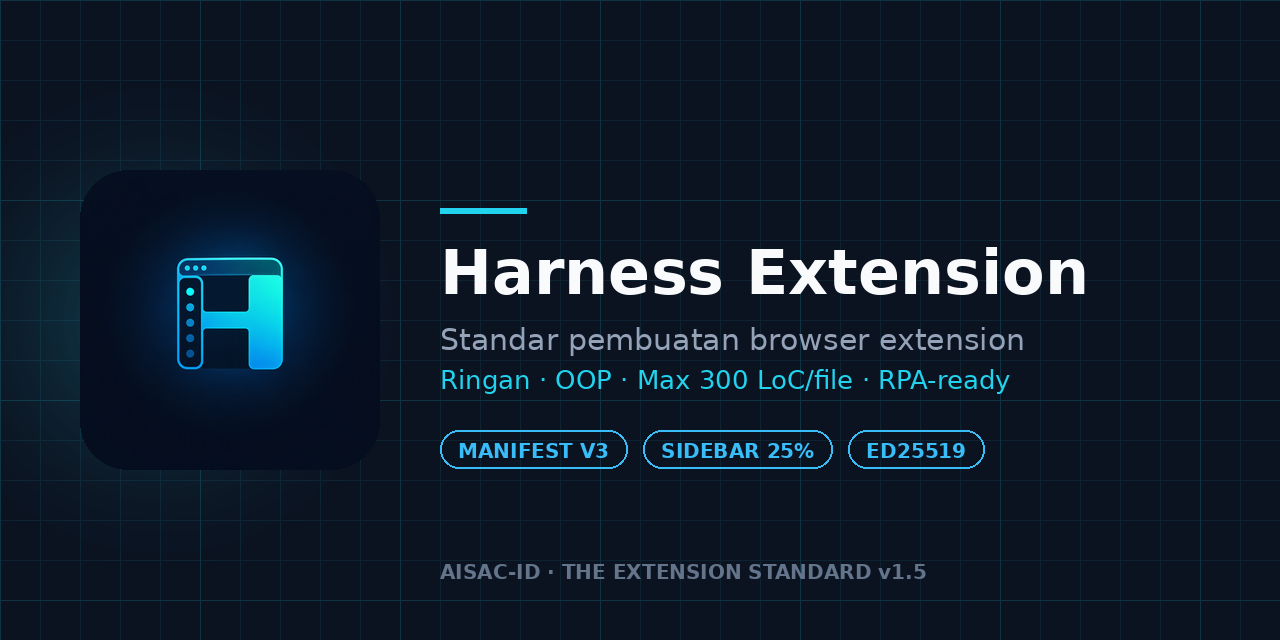 Harness Extension
Standar pembuatan browser extension
Ringan · OOP · Max 300 LoC/file · RPA-ready
MANIFEST V3 SIDEBAR 25% ED25519
AISAC-ID · THE EXTENSION STANDARD v1.5